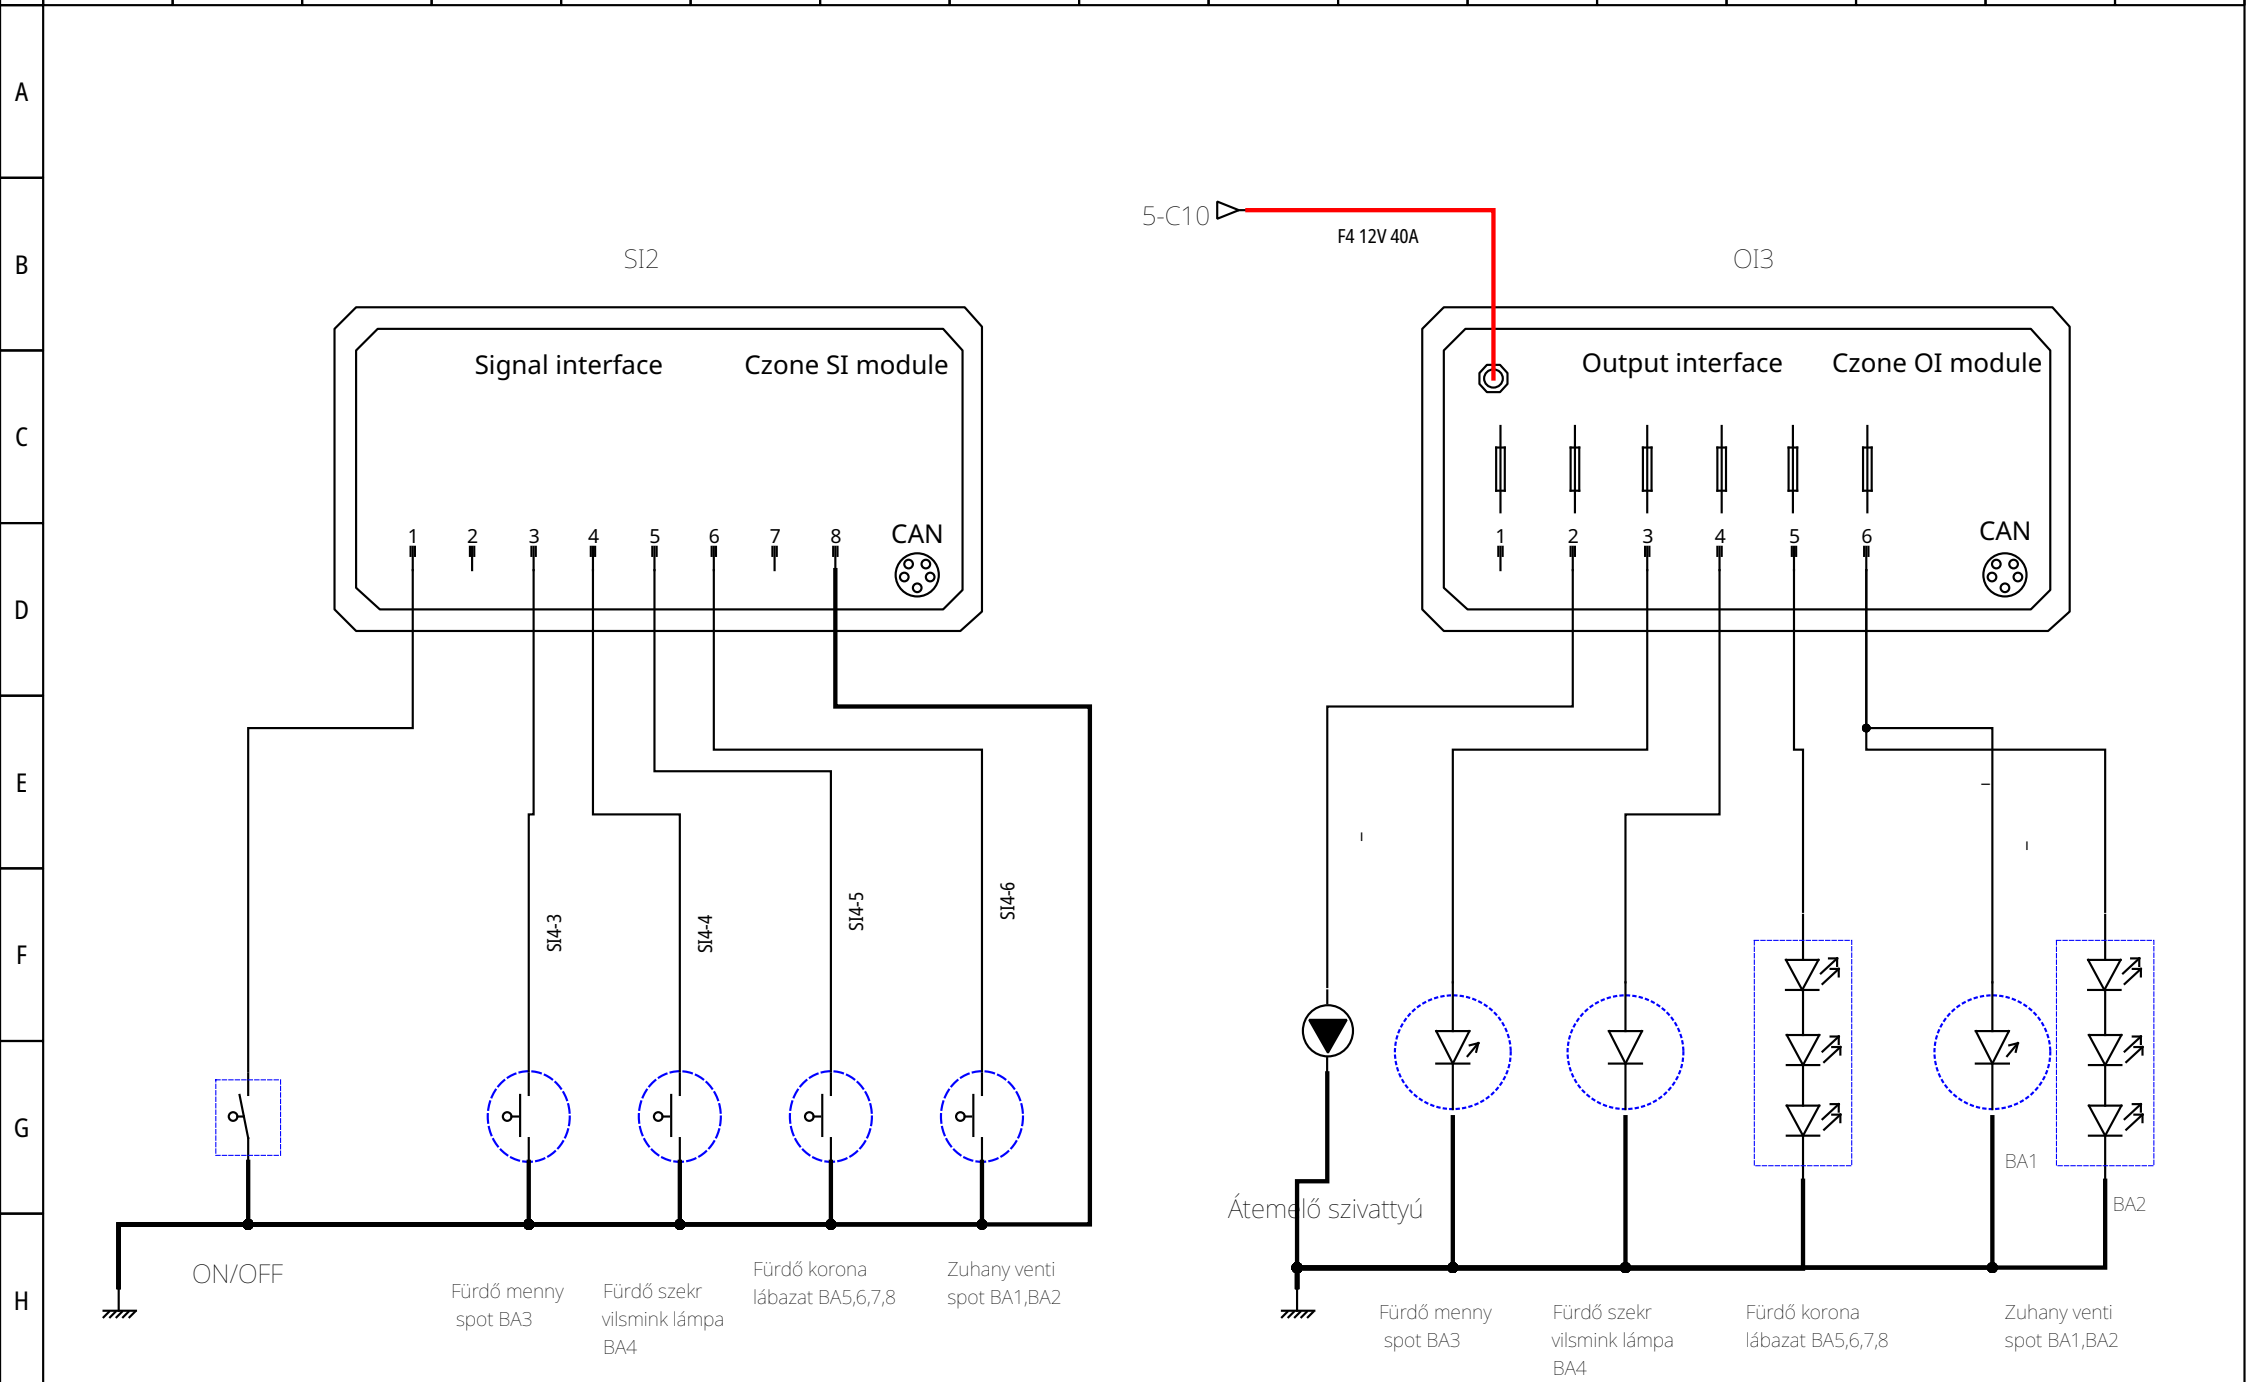 A
B
C
D
E
F
G
H
SI2
Signal interface
Czone SI module
1 2 3 4 5 6 7 8
CAN
SI4-3
SI4-4
SI4-5
SI4-6
ON/OFF
Fürdő menny
spot BA3
Fürdő szekr
vilsmink lámpa
BA4
Fürdő korona
lábazat BA5,6,7,8
Zuhany venti
spot BA1,BA2
5-C10
F4 12V 40A
OI3
Output interface
Czone OI module
1 2 3 4 5 6
CAN
BA1
BA2
Átemelő szivattyú
Fürdő menny
spot BA3
Fürdő szekr
vilsmink lámpa
BA4
Fürdő korona
lábazat BA5,6,7,8
Zuhany venti
spot BA1,BA2